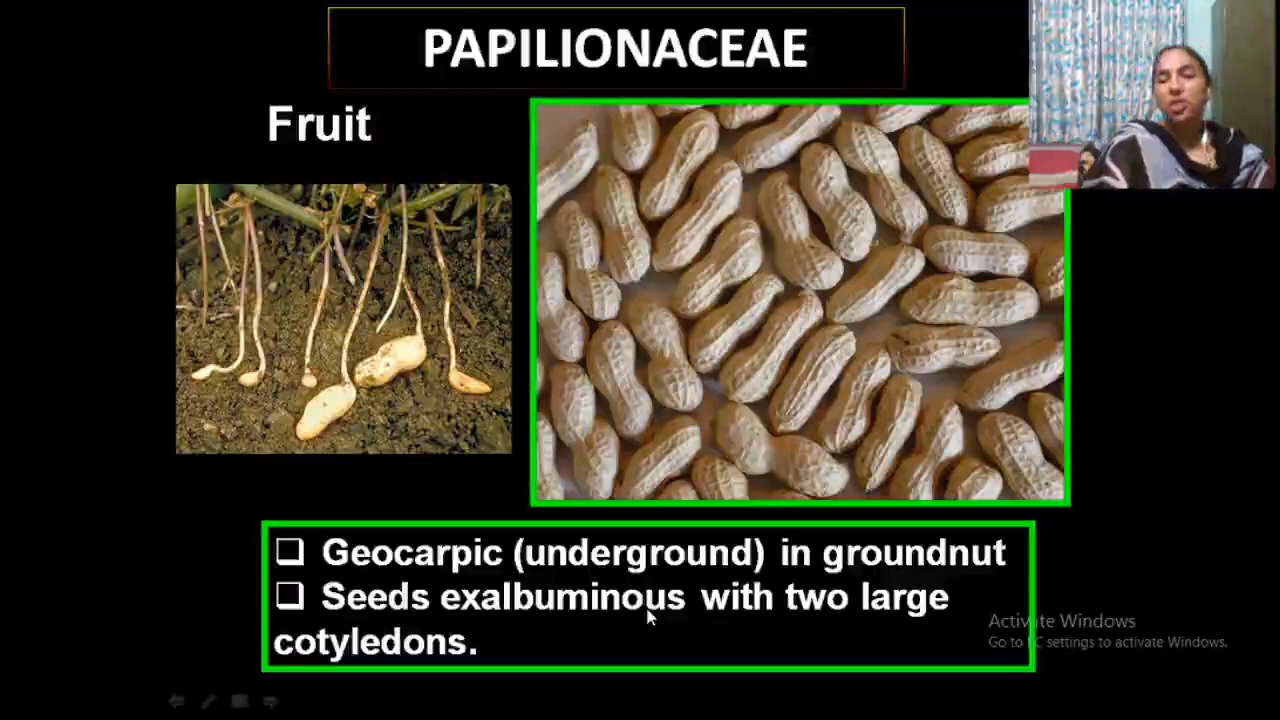 PAPILIONACEAE
Fruit
Geocarpic (underground) in groundnut
Seeds exalbuminous with two large
cotyledons.
Activate Windows
Go to PC settings to activate Windows.